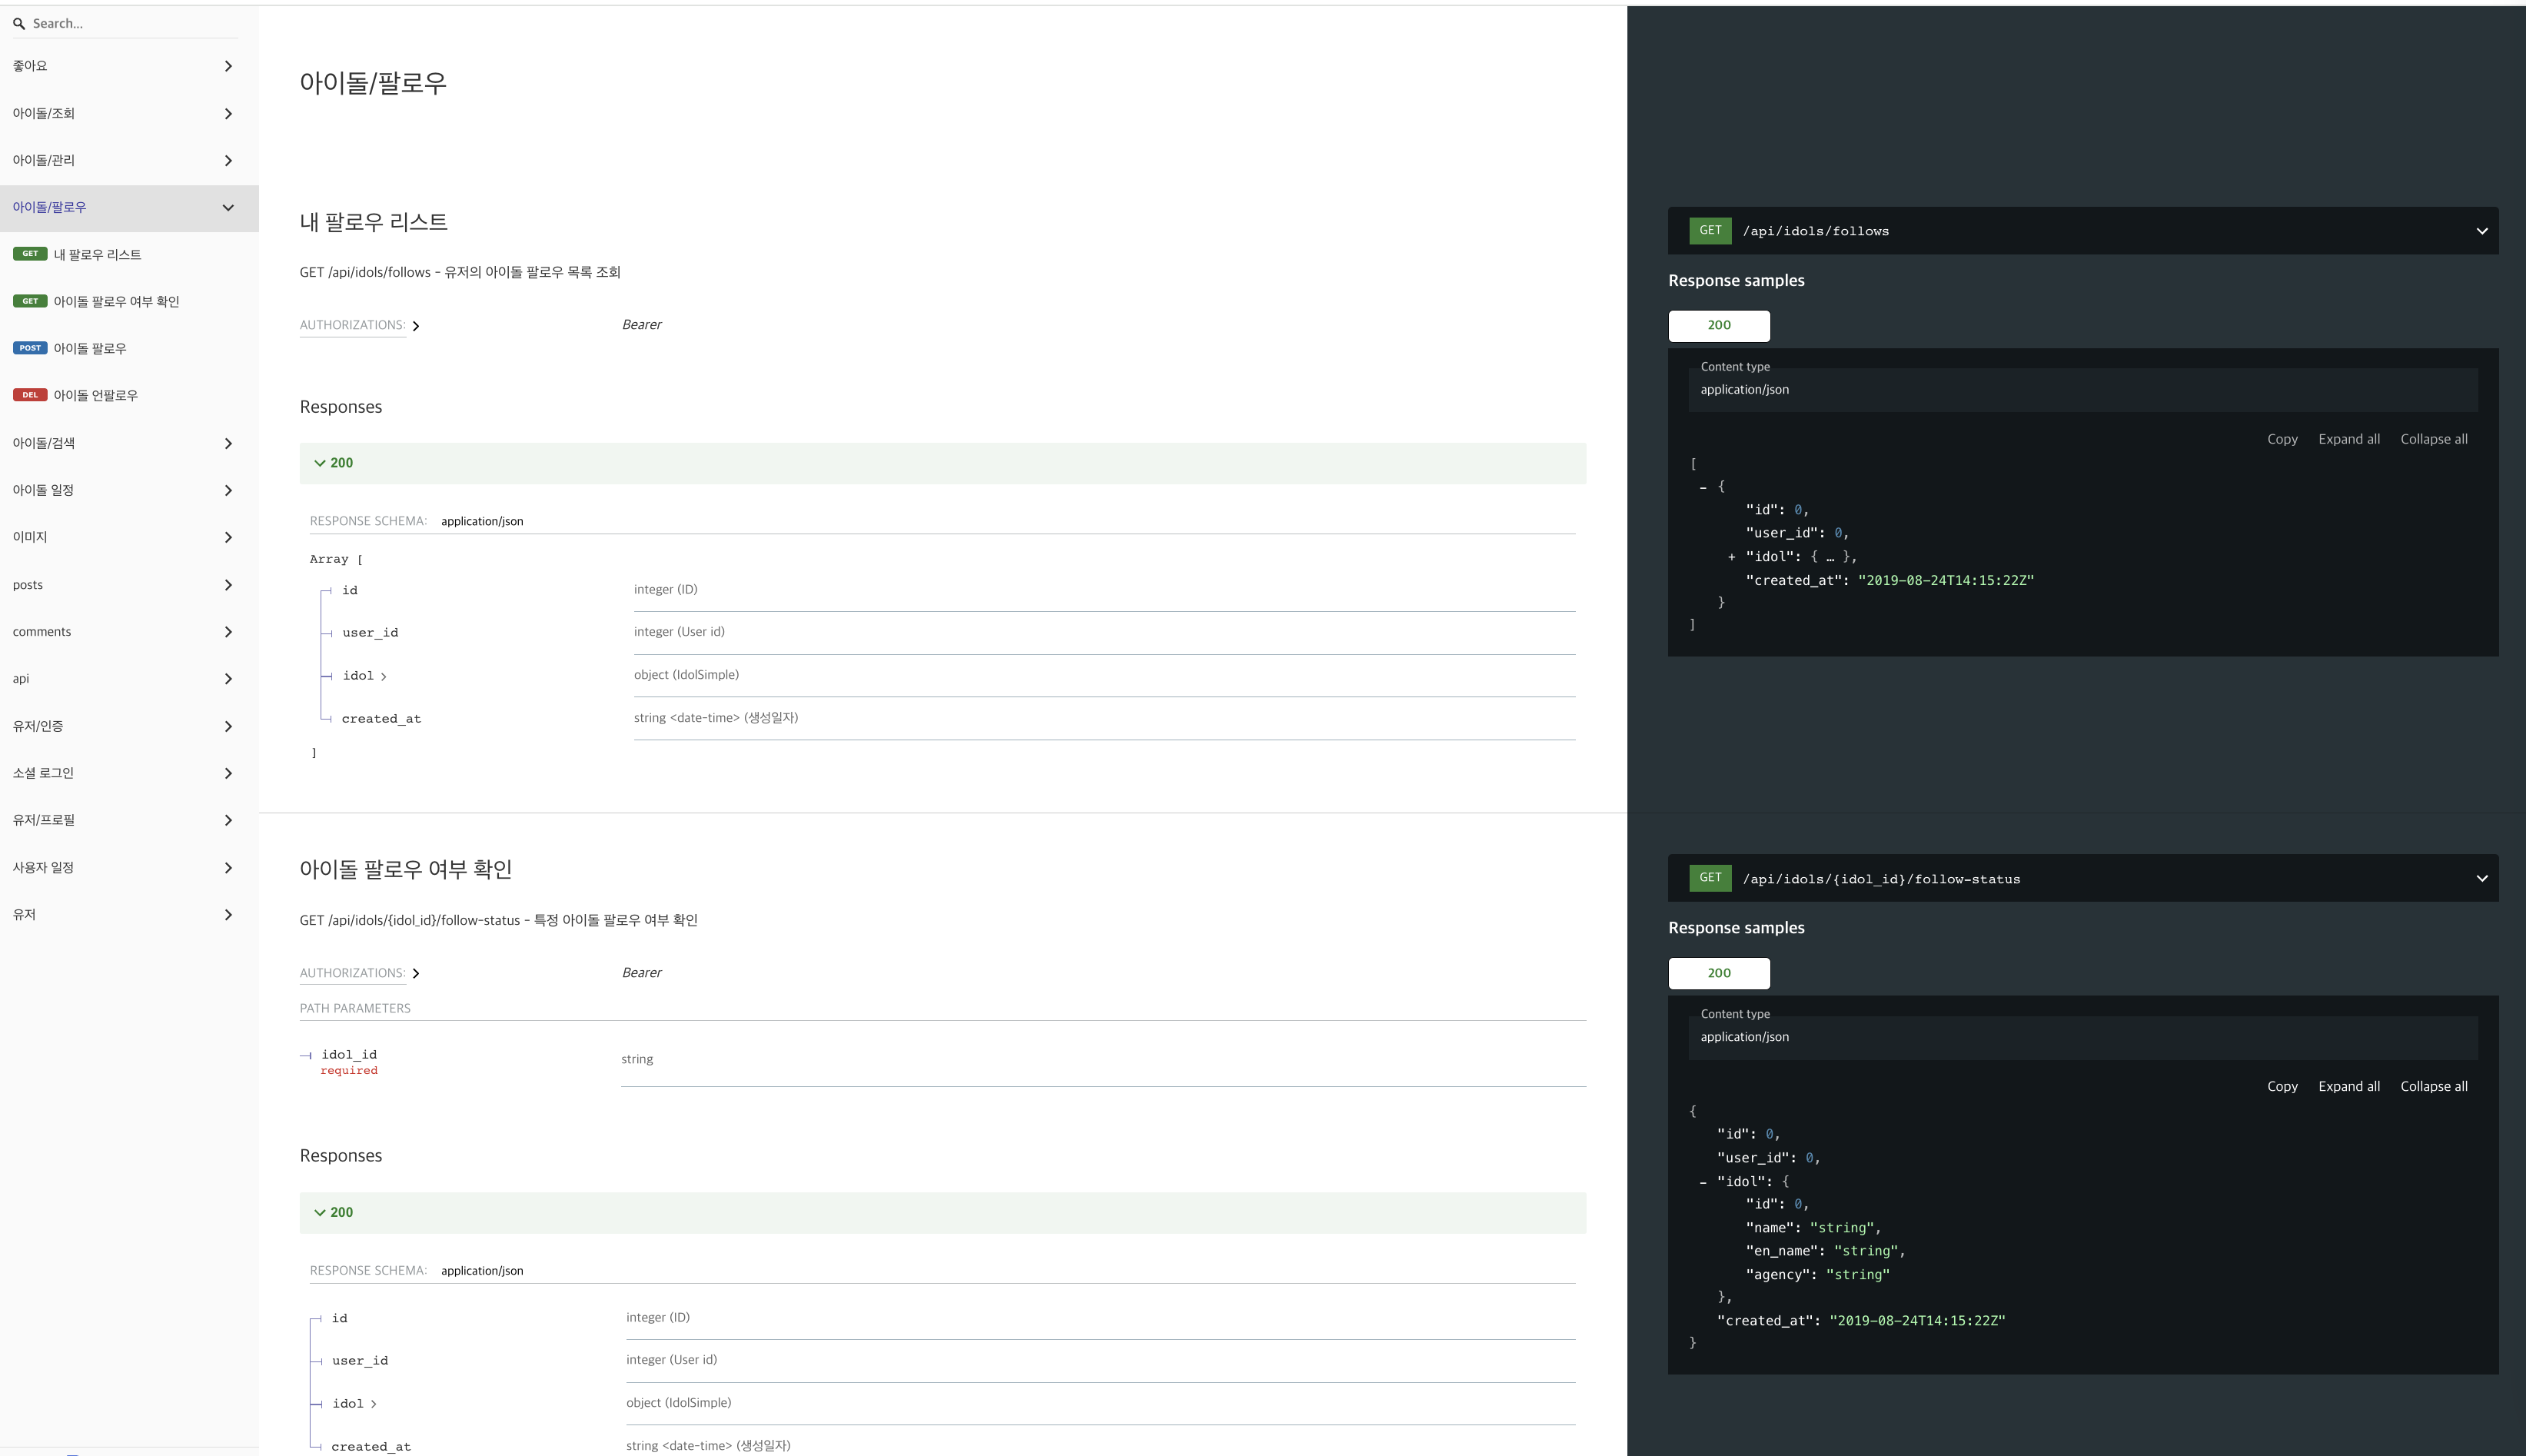 Search...
좋아요
아이돌/조회
아이돌/관리
아이돌/팔로우
GET 내 팔로우 리스트
GET 아이돌 팔로우 여부 확인
POST 아이돌 팔로우
DEL 아이돌 언팔로우
아이돌/검색
아이돌 일정
이미지
posts
comments
api
유저/인증
소셜 로그인
유저/프로필
사용자 일정
유저
아이돌/팔로우
내 팔로우 리스트
GET /api/idols/follows - 유저의 아이돌 팔로우 목록 조회
AUTHORIZATIONS: Bearer
Responses
200
RESPONSE SCHEMA: application/json
Array [
id integer (ID)
user_id integer (User id)
idol > object (IdolSimple)
created_at string <date-time> (생성일자)
]
GET /api/idols/follows
Response samples
200
Content type
application/json
Copy Expand all Collapse all
[
- {
"id": 0,
"user_id": 0,
+ "idol": { … },
"created_at": "2019-08-24T14:15:22Z"
}
]
아이돌 팔로우 여부 확인
GET /api/idols/{idol_id}/follow-status - 특정 아이돌 팔로우 여부 확인
AUTHORIZATIONS: Bearer
PATH PARAMETERS
idol_id string
required
Responses
200
RESPONSE SCHEMA: application/json
id integer (ID)
user_id integer (User id)
idol > object (IdolSimple)
created_at string <date-time> (생성일자)
GET /api/idols/{idol_id}/follow-status
Response samples
200
Content type
application/json
Copy Expand all Collapse all
{
"id": 0,
"user_id": 0,
- "idol": {
"id": 0,
"name": "string",
"en_name": "string",
"agency": "string"
},
"created_at": "2019-08-24T14:15:22Z"
}